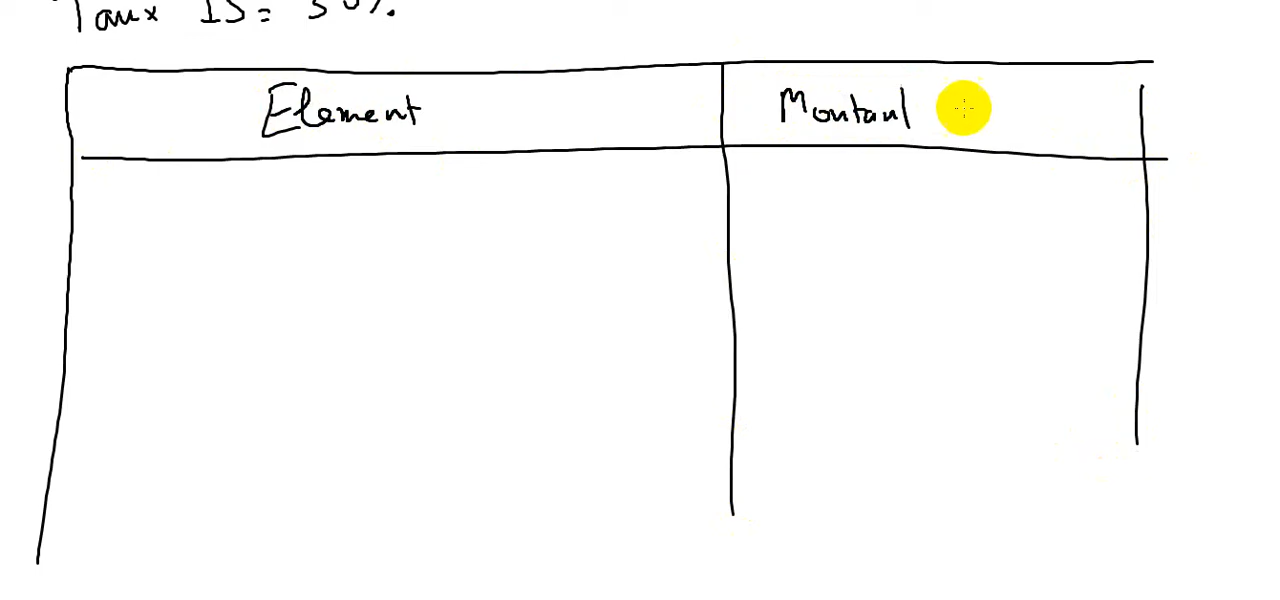 Taux IS = 30%.
Element Montant